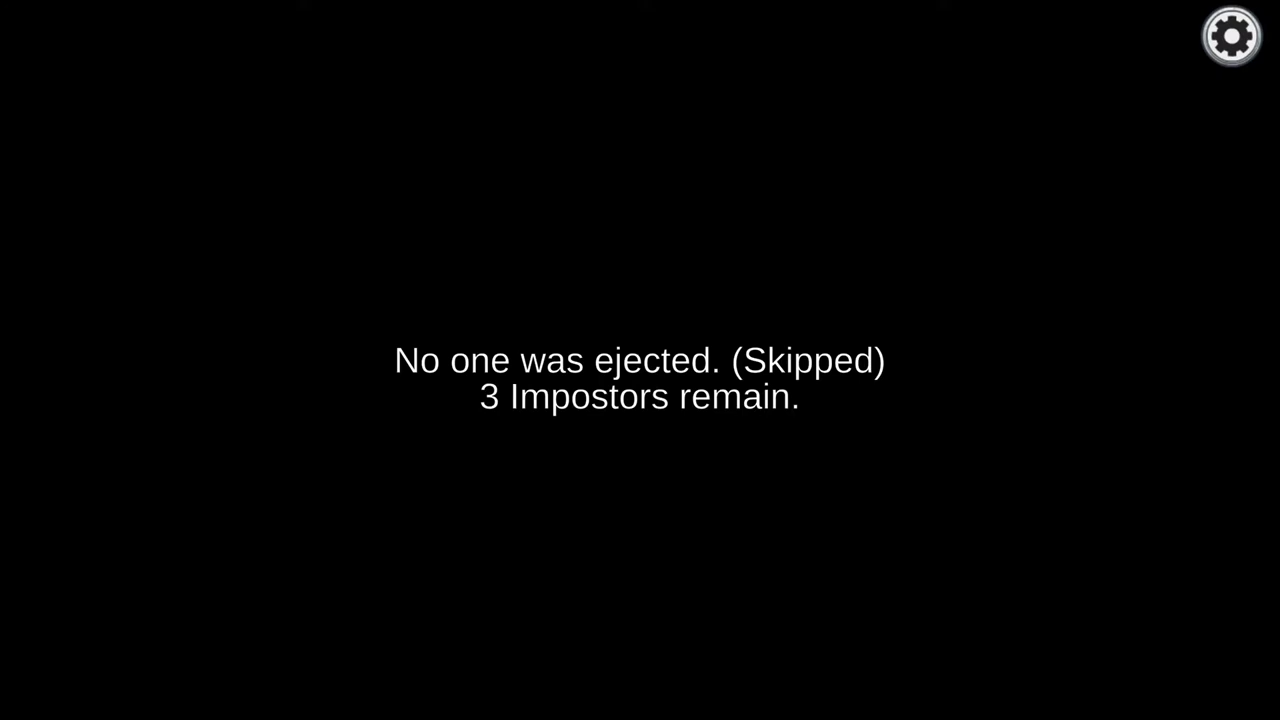 No one was ejected. (Skipped)
3 Impostors remain.